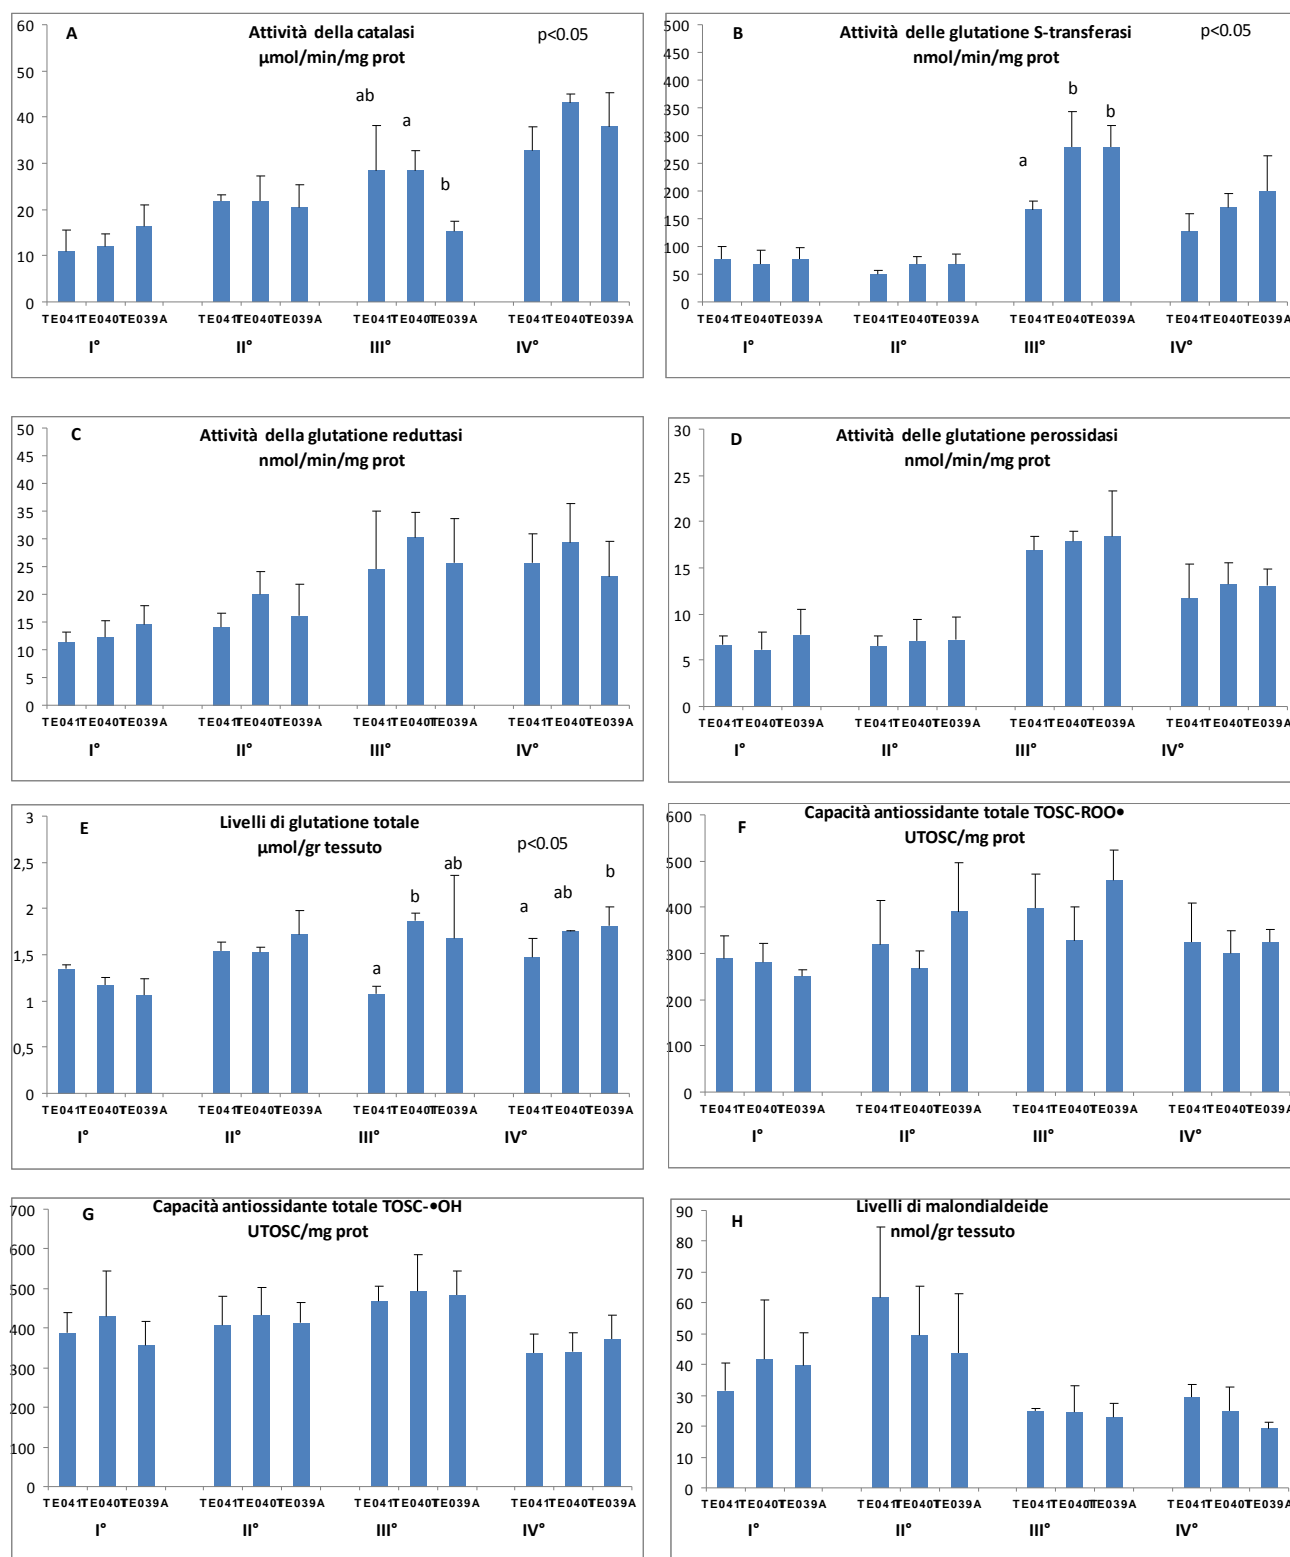 A
Attività della catalasi
µmol/min/mg prot
p<0.05
60
50
40
30
20
10
0
ab
a
b
TE041 TE040 TE039A TE041 TE040 TE039A TE041 TE040 TE039A TE041 TE040 TE039A
I° II° III° IV°
B
Attività delle glutatione S-transferasi
nmol/min/mg prot
p<0.05
500
450
400
350
300
250
200
150
100
50
0
a
b
b
TE041 TE040 TE039A TE041 TE040 TE039A TE041 TE040 TE039A TE041 TE040 TE039A
I° II° III° IV°
C
Attività della glutatione reduttasi
nmol/min/mg prot
50
45
40
35
30
25
20
15
10
5
0
TE041 TE040 TE039A TE041 TE040 TE039A TE041 TE040 TE039A TE041 TE040 TE039A
I° II° III° IV°
D
Attività delle glutatione perossidasi
nmol/min/mg prot
30
25
20
15
10
5
0
TE041 TE040 TE039A TE041 TE040 TE039A TE041 TE040 TE039A TE041 TE040 TE039A
I° II° III° IV°
E
Livelli di glutatione totale
µmol/gr tessuto
p<0.05
3
2,5
2
1,5
1
0,5
0
a
b
ab
a
ab
b
TE041 TE040 TE039A TE041 TE040 TE039A TE041 TE040 TE039A TE041 TE040 TE039A
I° II° III° IV°
F
Capacità antiossidante totale TOSC-ROO•
UTOSC/mg prot
600
500
400
300
200
100
0
TE041 TE040 TE039A TE041 TE040 TE039A TE041 TE040 TE039A TE041 TE040 TE039A
I° II° III° IV°
G
Capacità antiossidante totale TOSC-•OH
UTOSC/mg prot
700
600
500
400
300
200
100
0
TE041 TE040 TE039A TE041 TE040 TE039A TE041 TE040 TE039A TE041 TE040 TE039A
I° II° III° IV°
H
Livelli di malondialdeide
nmol/gr tessuto
90
80
70
60
50
40
30
20
10
0
TE041 TE040 TE039A TE041 TE040 TE039A TE041 TE040 TE039A TE041 TE040 TE039A
I° II° III° IV°